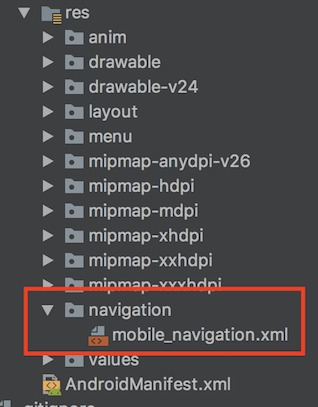 res
anim
drawable
drawable-v24
layout
menu
mipmap-anydpi-v26
mipmap-hdpi
mipmap-mdpi
mipmap-xhdpi
mipmap-xxhdpi
mipmap-xxxhdpi
navigation
mobile_navigation.xml
values
AndroidManifest.xml
.gitignore